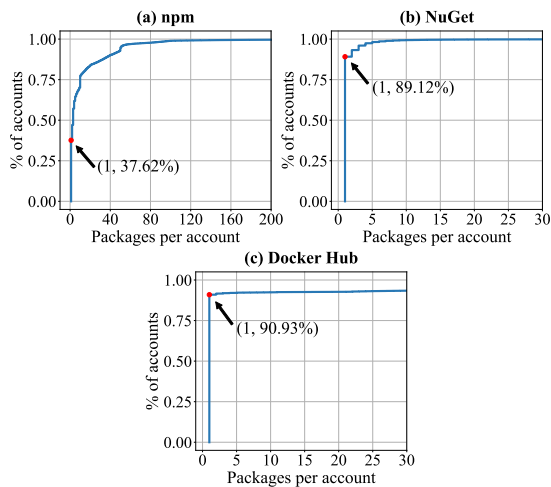 (a) npm
1.00
0.75
0.50
0.25
0.00
% of accounts
(1, 37.62%)
0 40 80 120 160 200
Packages per account
(b) NuGet
1.00
0.75
0.50
0.25
0.00
% of accounts
(1, 89.12%)
0 5 10 15 20 25 30
Packages per account
(c) Docker Hub
1.00
0.75
0.50
0.25
0.00
% of accounts
(1, 90.93%)
0 5 10 15 20 25 30
Packages per account